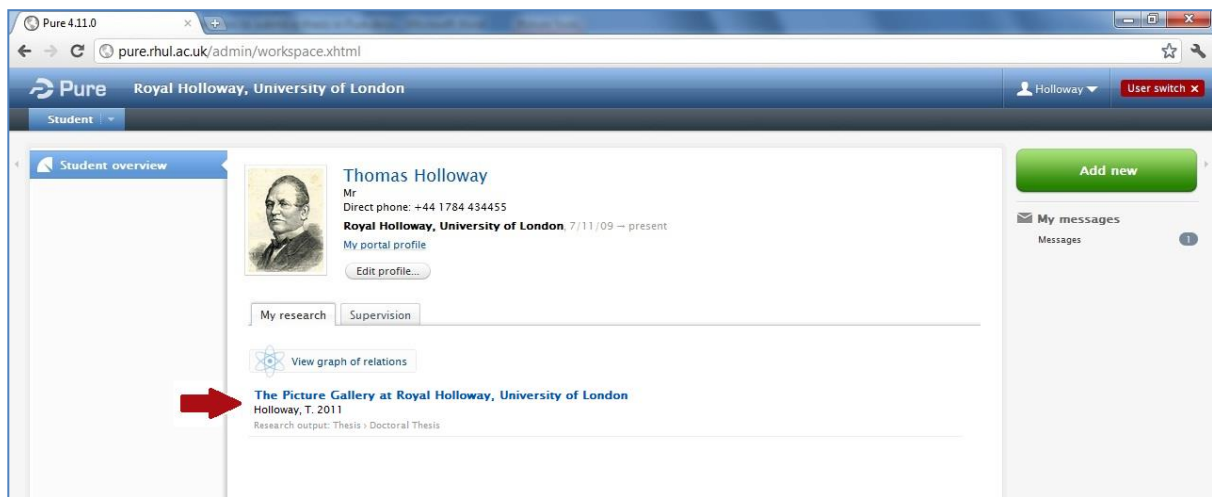 Pure 4.11.0
pure.rhul.ac.uk/admin/workspace.xhtml
Pure Royal Holloway, University of London
Holloway
User switch X
Student
Student overview
Thomas Holloway
Mr
Direct phone: +44 1784 434455
Royal Holloway, University of London, 7/11/09 → present
My portal profile
Edit profile...
My research
Supervision
View graph of relations
The Picture Gallery at Royal Holloway, University of London
Holloway, T. 2011
Research output: Thesis › Doctoral Thesis
Add new
My messages
Messages
1